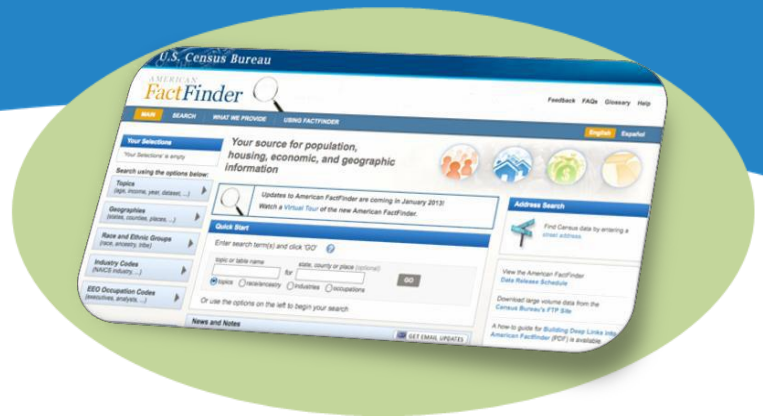 U.S. Census Bureau
AMERICAN
FactFinder
Feedback FAQs Glossary Help
MAIN SEARCH WHAT WE PROVIDE USING FACTFINDER
English Español
Your Selections
'Your Selections' is empty
Search using the options below:
Topics
(age, income, year, dataset, ...)
Geographies
(states, counties, places, ...)
Race and Ethnic Groups
(race, ancestry, tribe)
Industry Codes
(NAICS industry, ...)
EEO Occupation Codes
(executives, analysts, ...)
Your source for population,
housing, economic, and geographic
information
Updates to American FactFinder are coming in January 2013!
Watch a Virtual Tour of the new American FactFinder.
Quick Start
Enter search term(s) and click 'GO'
topic or table name
state, county or place (optional)
for
GO
topics race/ancestry industries occupations
Or use the options on the left to begin your search
News and Notes
GET EMAIL UPDATES
Address Search
Find Census data by entering a
street address.
View the American FactFinder
Data Release Schedule
Download large volume data from the
Census Bureau's FTP Site
A how-to guide for Building Deep Links into
American Factfinder (PDF) is available